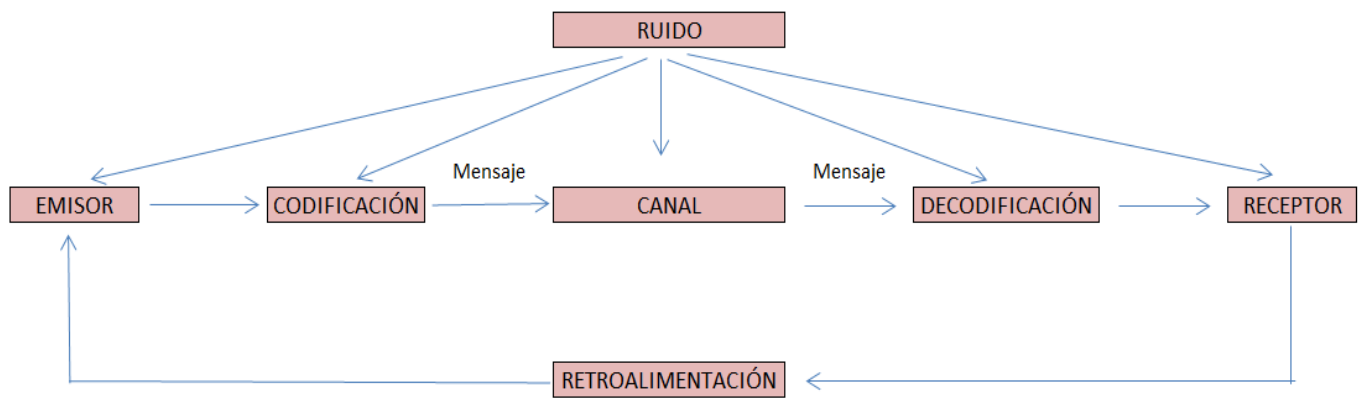 RUIDO
Mensaje Mensaje
EMISOR CODIFICACIÓN CANAL DECODIFICACIÓN RECEPTOR
RETROALIMENTACIÓN